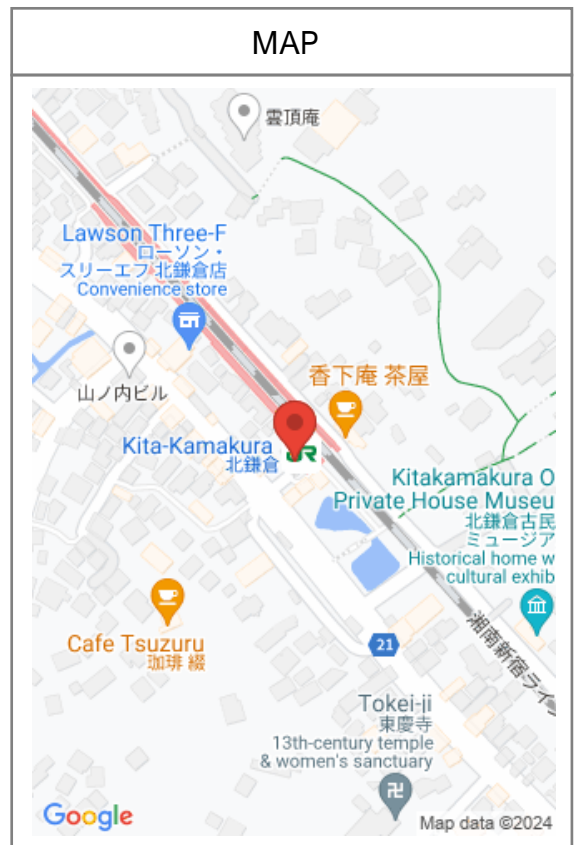 MAP
雲頂庵
Lawson Three-F
ローソン・
スリーエフ 北鎌倉店
Convenience store
山ノ内ビル
香下庵 茶屋
Kita-Kamakura
北鎌倉
JR
Kitakamakura O
Private House Museu
北鎌倉古民
ミュージア
Historical home w
cultural exhib
Cafe Tsuzuru
珈琲 綴
21
湘南新宿ライン
Tokei-ji
東慶寺
13th-century temple
& women's sanctuary
Google
Map data ©2024